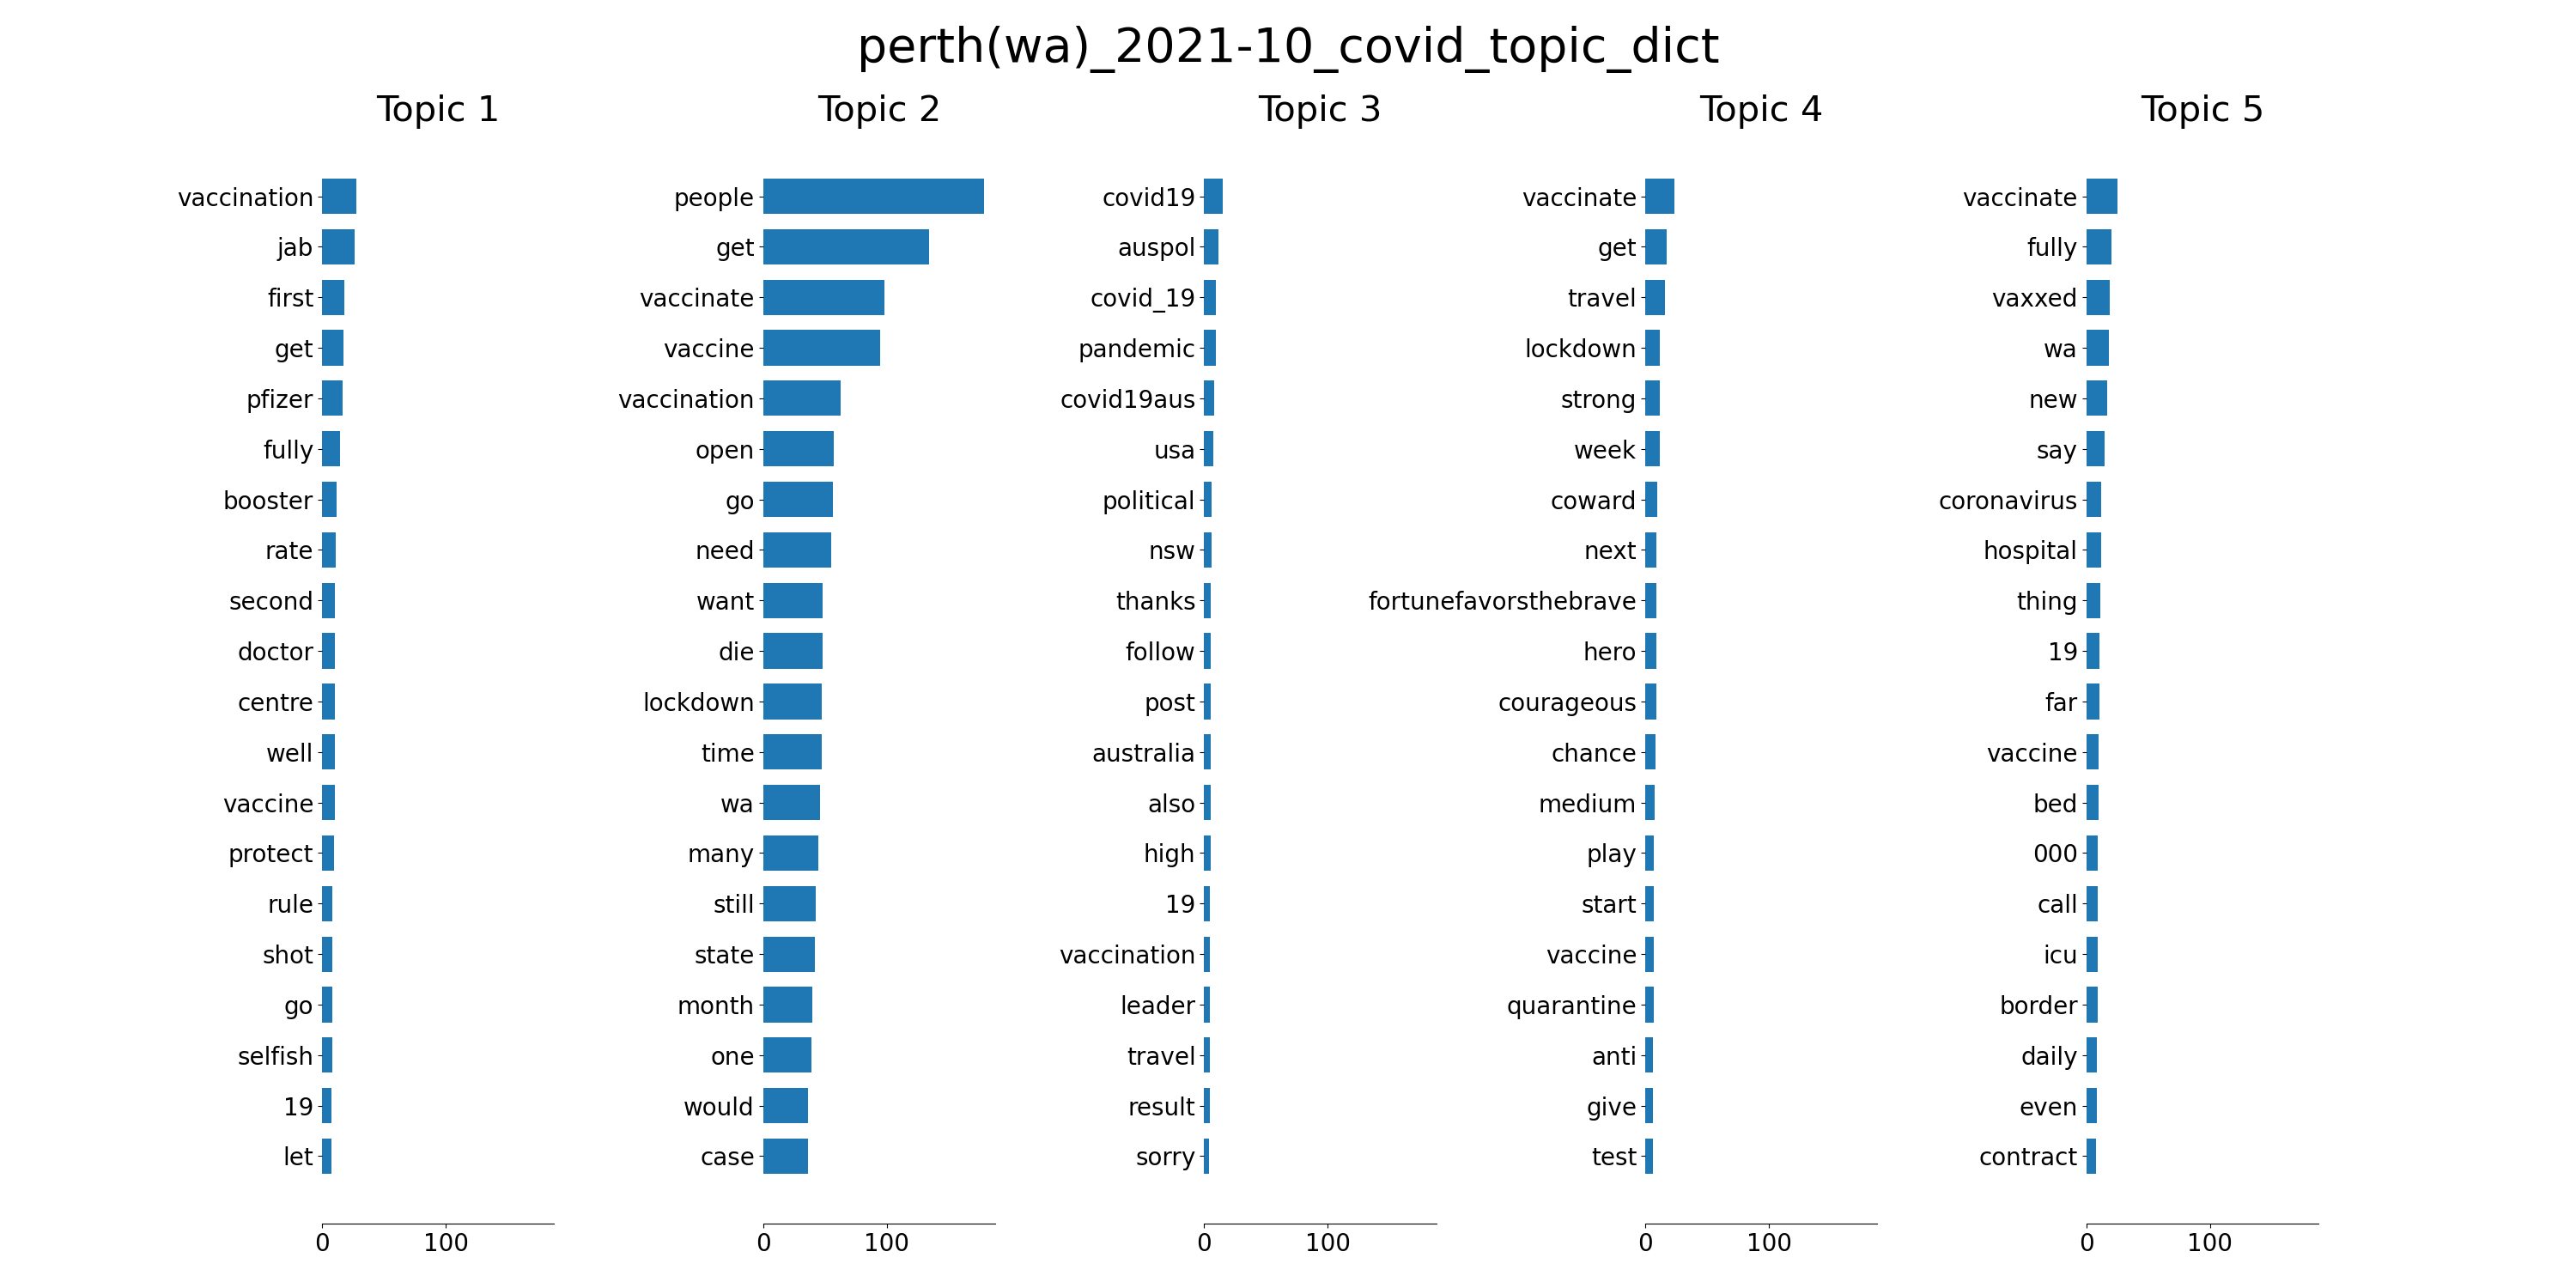 perth(wa)_2021-10_covid_topic_dict
Topic 1
vaccination
jab
first
get
pfizer
fully
booster
rate
second
doctor
centre
well
vaccine
protect
rule
shot
go
selfish
19
let
0 100
Topic 2
people
get
vaccinate
vaccine
vaccination
open
go
need
want
die
lockdown
time
wa
many
still
state
month
one
would
case
0 100
Topic 3
covid19
auspol
covid_19
pandemic
covid19aus
usa
political
nsw
thanks
follow
post
australia
also
high
19
vaccination
leader
travel
result
sorry
0 100
Topic 4
vaccinate
get
travel
lockdown
strong
week
coward
next
fortunefavorsthebrave
hero
courageous
chance
medium
play
start
vaccine
quarantine
anti
give
test
0 100
Topic 5
vaccinate
fully
vaxxed
wa
new
say
coronavirus
hospital
thing
19
far
vaccine
bed
000
call
icu
border
daily
even
contract
0 100